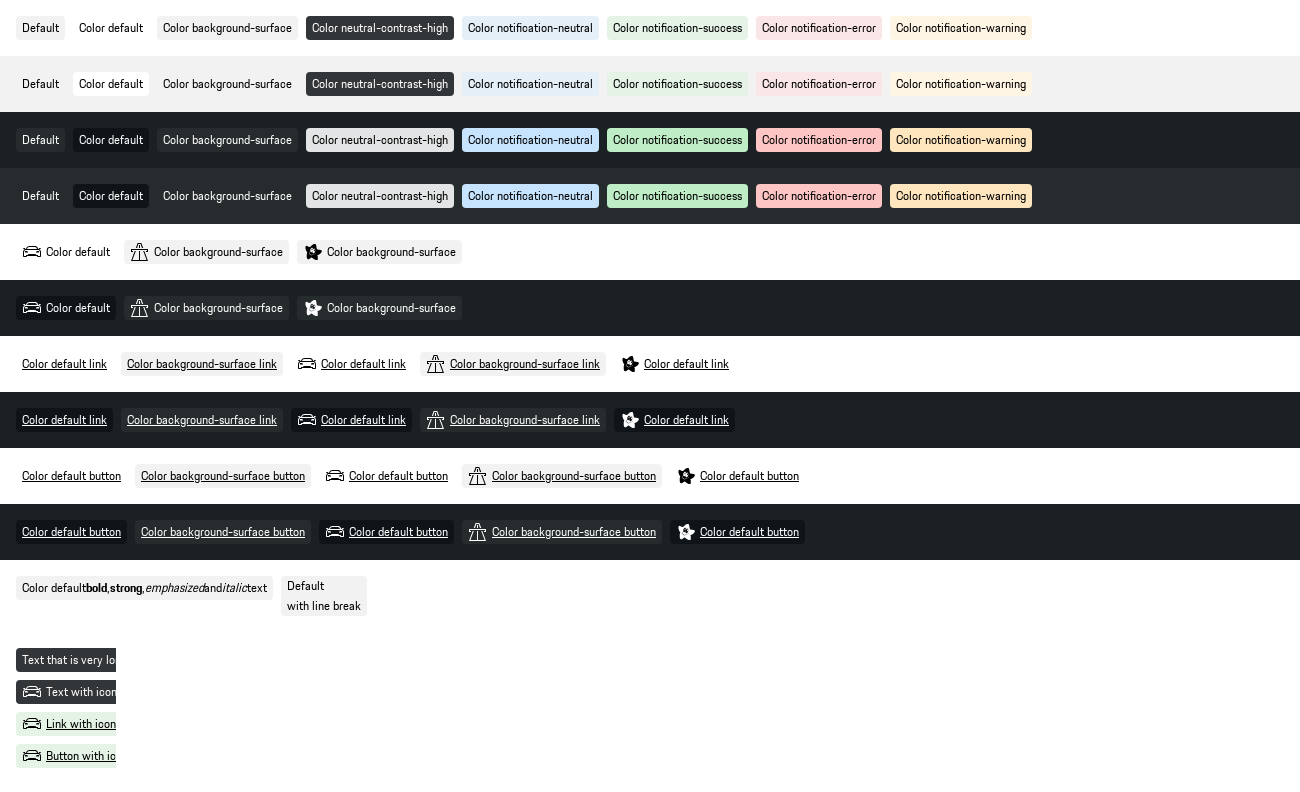 Default Color default Color background-surface Color neutral-contrast-high Color notification-neutral Color notification-success Color notification-error Color notification-warning
Default Color default Color background-surface Color neutral-contrast-high Color notification-neutral Color notification-success Color notification-error Color notification-warning
Default Color default Color background-surface Color neutral-contrast-high Color notification-neutral Color notification-success Color notification-error Color notification-warning
Default Color default Color background-surface Color neutral-contrast-high Color notification-neutral Color notification-success Color notification-error Color notification-warning
Color default Color background-surface Color background-surface
Color default Color background-surface Color background-surface
Color default link Color background-surface link Color default link Color background-surface link Color default link
Color default link Color background-surface link Color default link Color background-surface link Color default link
Color default button Color background-surface button Color default button Color background-surface button Color default button
Color default button Color background-surface button Color default button Color background-surface button Color default button
Color defaultbold,strong,emphasizedanditalictext
Default
with line break
Text that is very lo
Text with icon
Link with icon
Button with ic